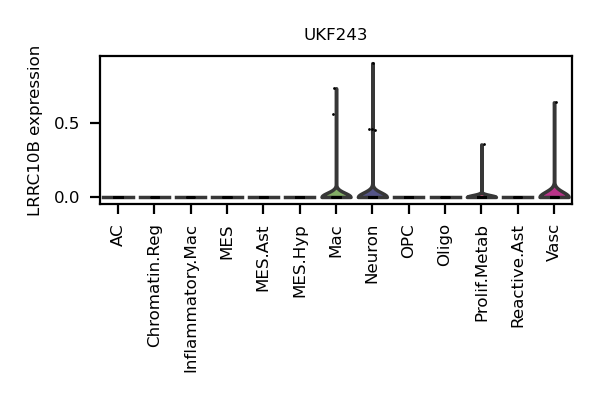 UKF243
LRRC10B expression
0.5
0.0
AC
Chromatin.Reg
Inflammatory.Mac
MES
MES.Ast
MES.Hyp
Mac
Neuron
OPC
Oligo
Prolif.Metab
Reactive.Ast
Vasc